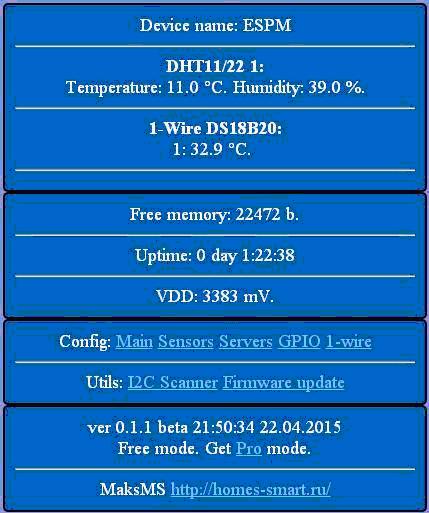 Device name: ESPM
DHT11/22 1:
Temperature: 11.0 °C. Humidity: 39.0 %.
1-Wire DS18B20:
1: 32.9 °C.
Free memory: 22472 b.
Uptime: 0 day 1:22:38
VDD: 3383 mV.
Config: Main Sensors Servers GPIO 1-wire
Utils: I2C Scanner Firmware update
ver 0.1.1 beta 21:50:34 22.04.2015
Free mode. Get Pro mode.
MaksMS http://homes-smart.ru/